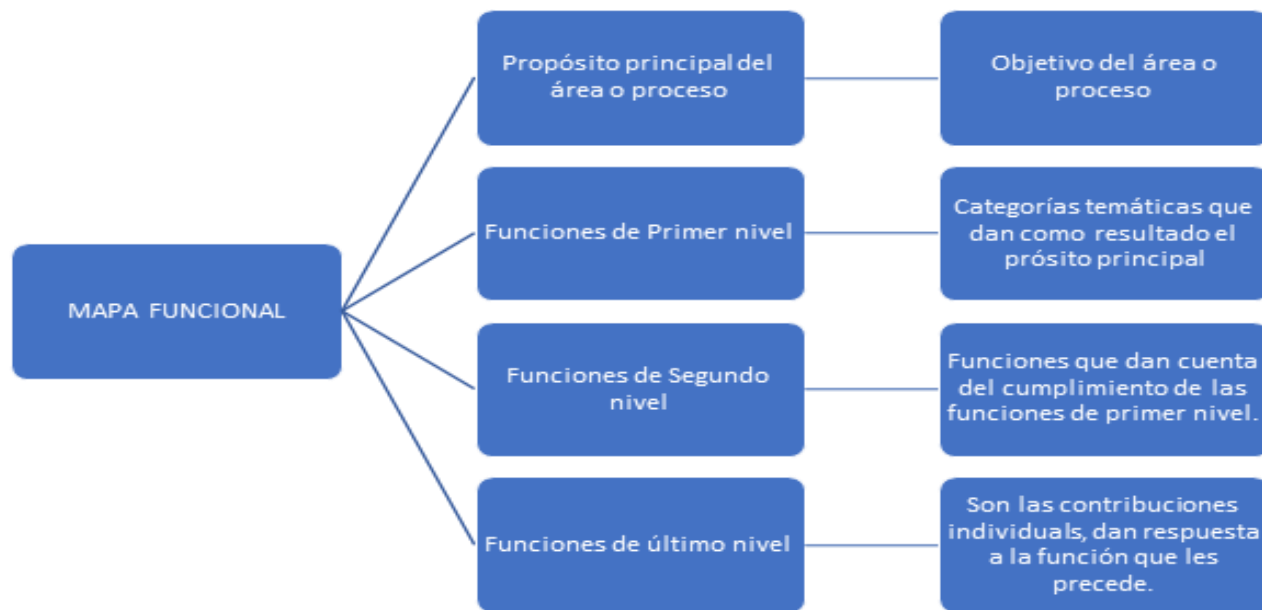 MAPA FUNCIONAL
Propósito principal del
área o proceso
Objetivo del área o
proceso
Funciones de Primer nivel
Categorías temáticas que
dan como resultado el
prósito principal
Funciones de Segundo
nivel
Funciones que dan cuenta
del cumplimiento de las
funciones de primer nivel.
Funciones de último nivel
Son las contribuciones
individuals, dan respuesta
a la función que les
precede.